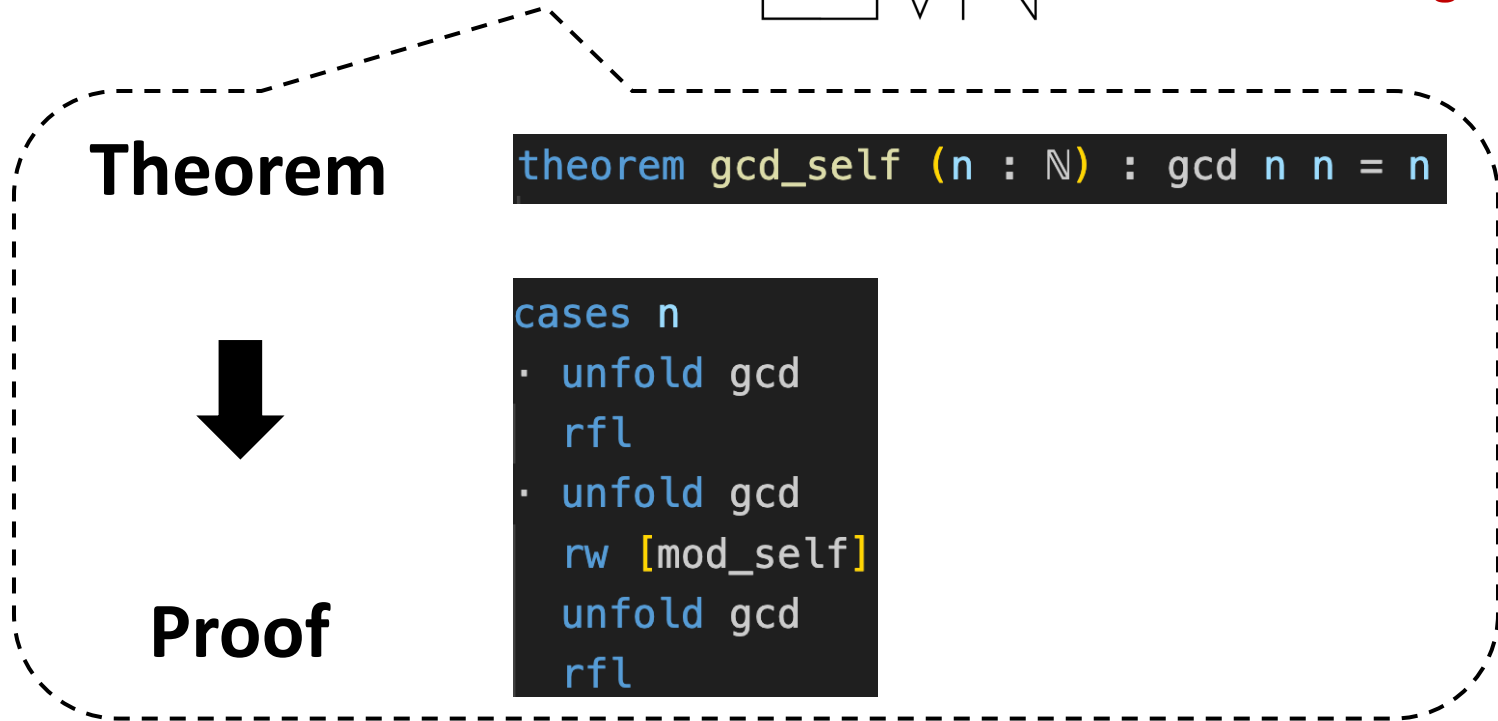 Theorem
theorem gcd_self (n : ℕ) : gcd n n = n
cases n
· unfold gcd
rfl
· unfold gcd
rw [mod_self]
unfold gcd
rfl
Proof